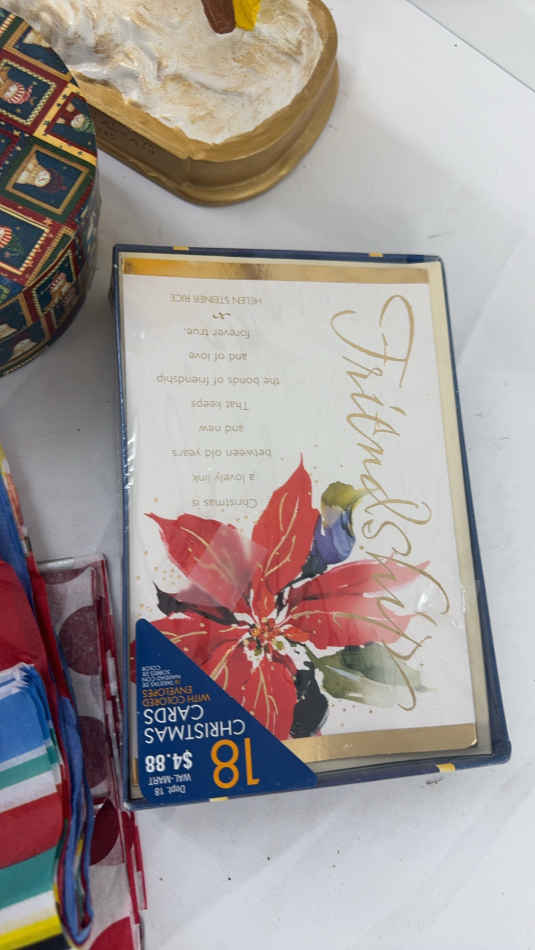 Friendship
Christmas is
a lovely link
between old years
and new
That keeps
the bonds of friendship
and of love
forever true.
HELEN STEINER RICE
Dept. 18
WAL-MART
$4.88
18
CHRISTMAS
CARDS
WITH COLORED
ENVELOPES